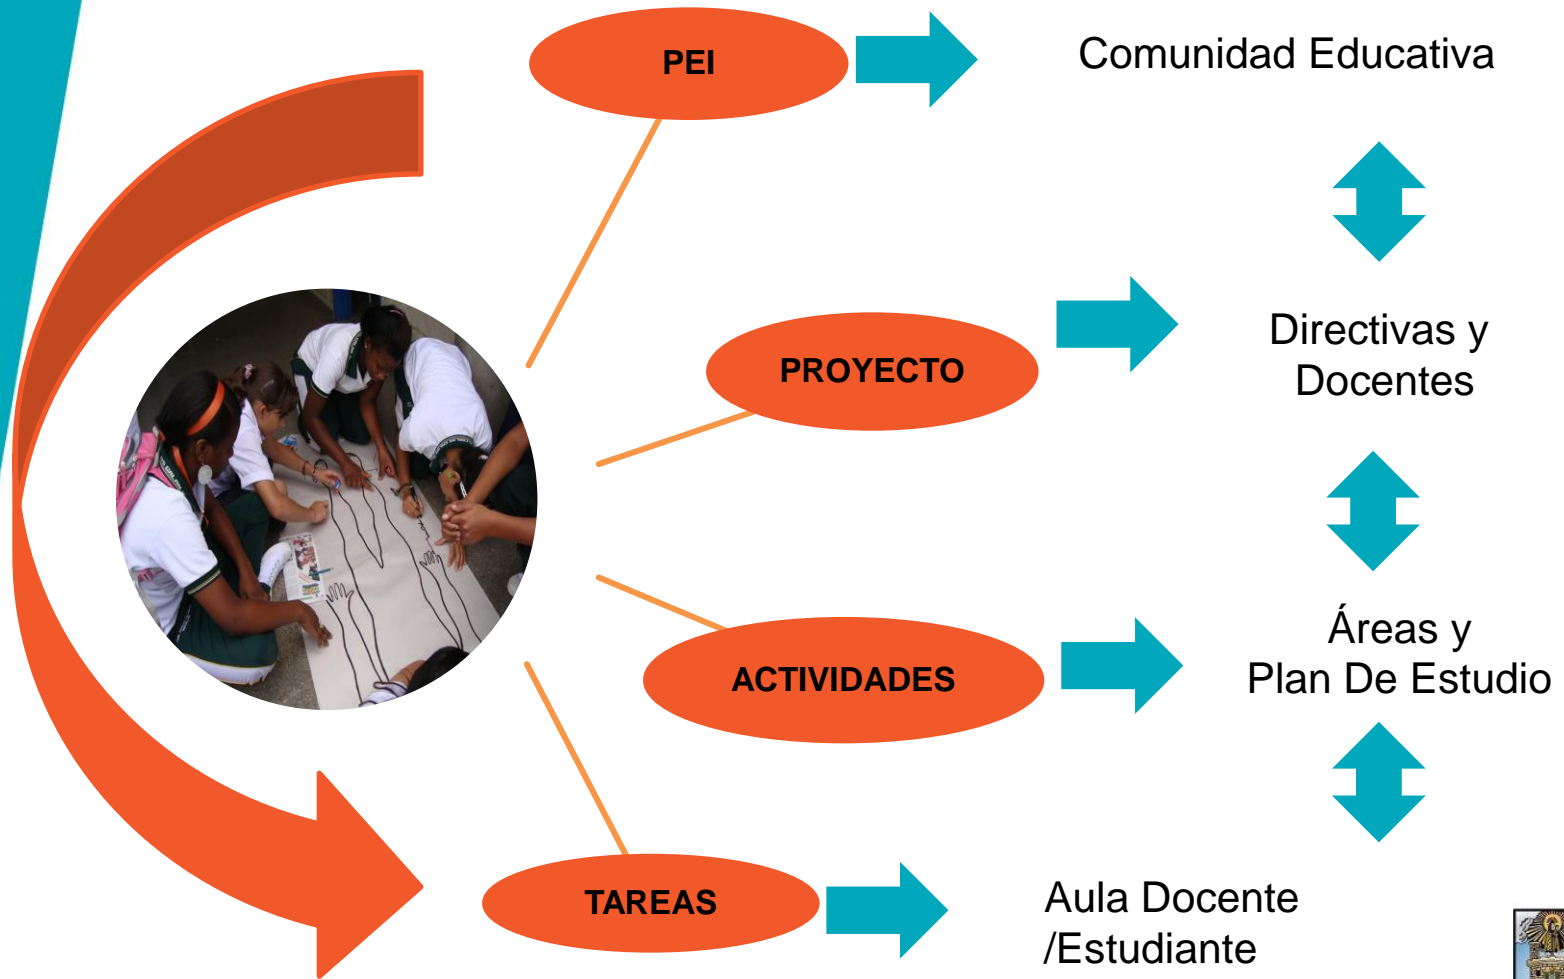 PEI
Comunidad Educativa
PROYECTO
Directivas y
Docentes
ACTIVIDADES
Áreas y
Plan De Estudio
TAREAS
Aula Docente
/Estudiante